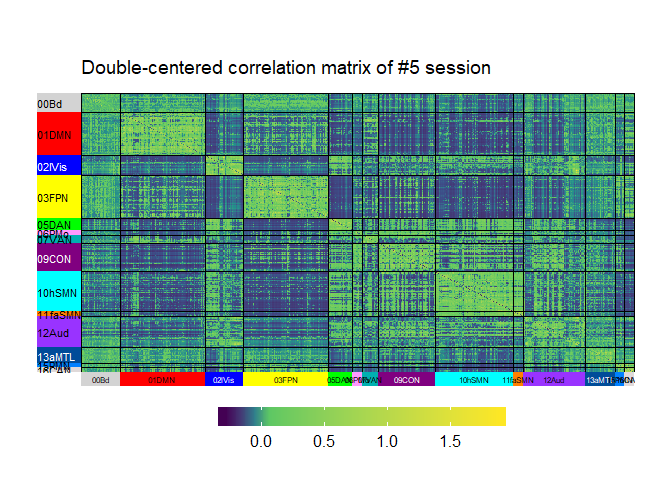 Double-centered correlation matrix of #5 session
00Bd
01DMN
02lVis
03FPN
05DAN
09CON
10hSMN
11faSMN
12Aud
13aMTL
00Bd
01DMN
02lVis
03FPN
05DAN
09CON
10hSMN
11faSMN
12Aud
13aMTL
0.0
0.5
1.0
1.5